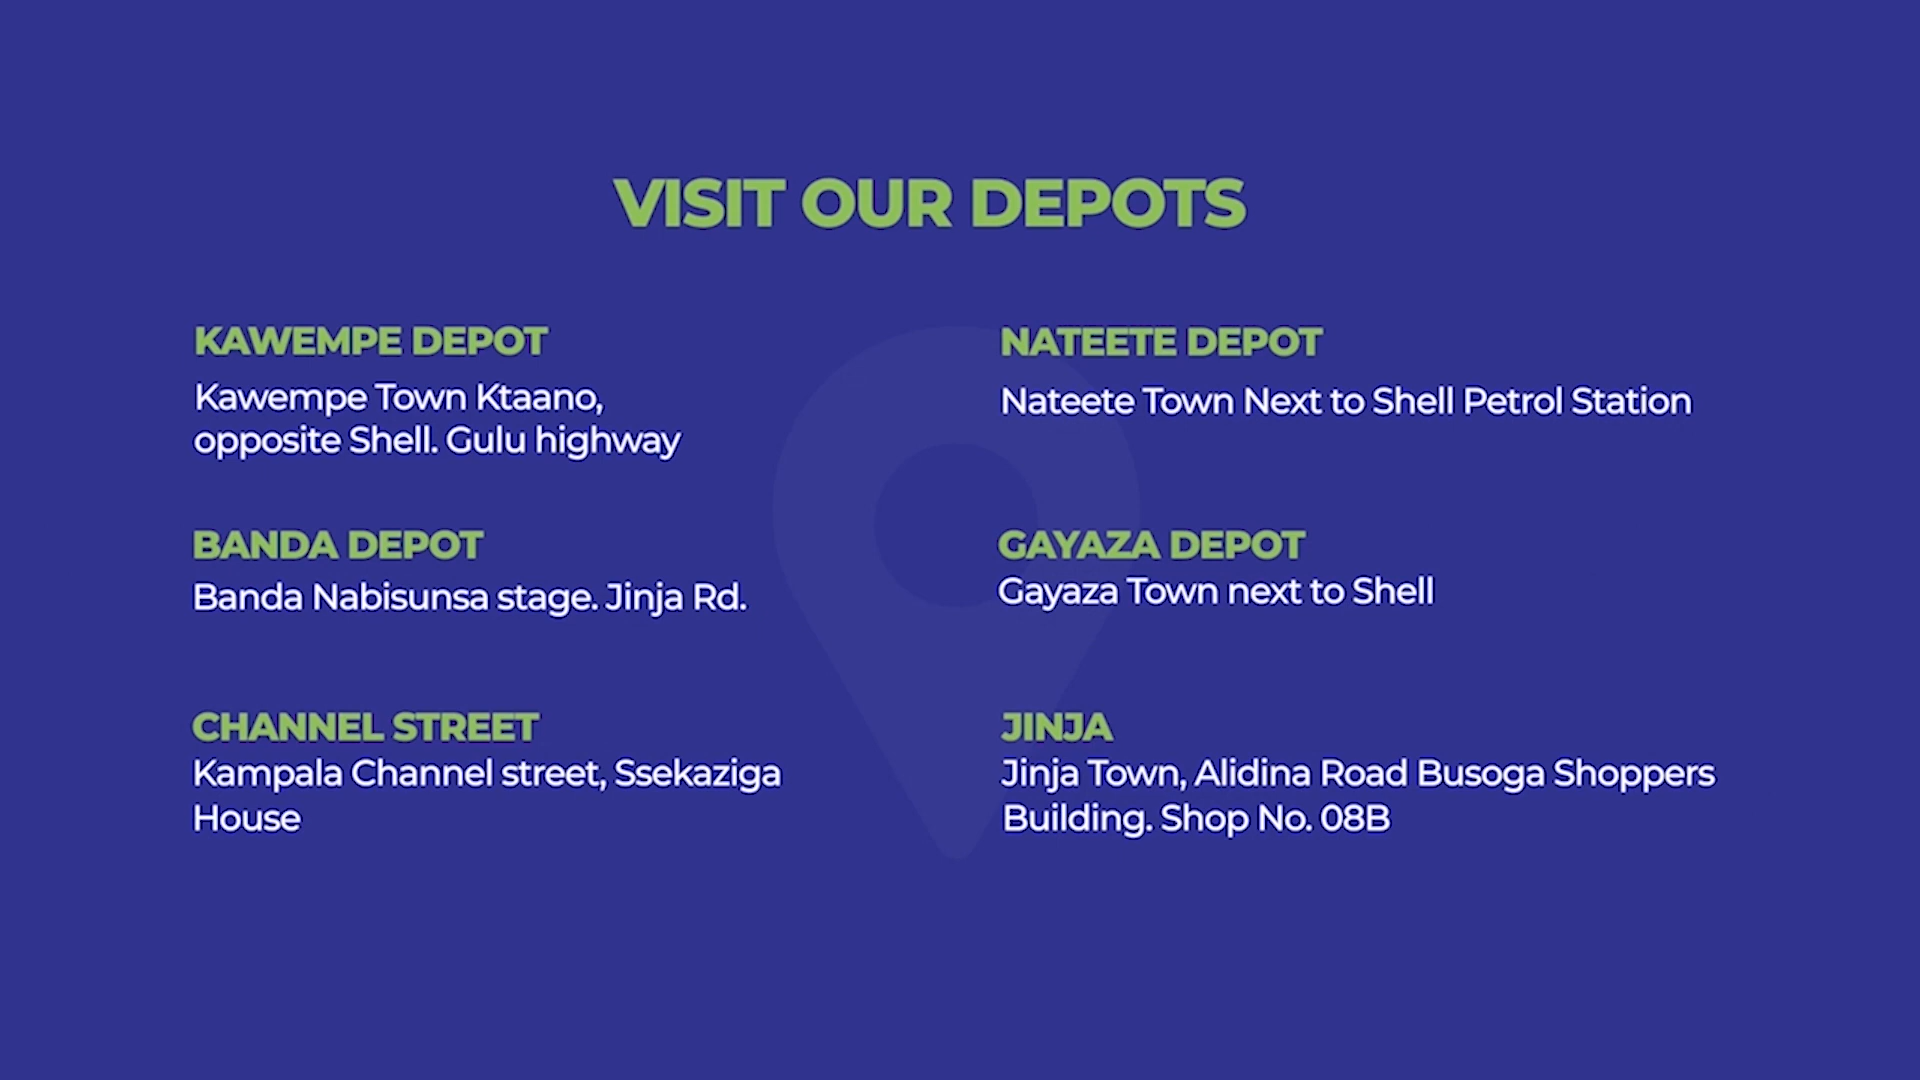 VISIT OUR DEPOTS
KAWEMPE DEPOT
Kawempe Town Ktaano,
opposite Shell. Gulu highway
NATEETE DEPOT
Nateete Town Next to Shell Petrol Station
BANDA DEPOT
Banda Nabisunsa stage. Jinja Rd.
GAYAZA DEPOT
Gayaza Town next to Shell
CHANNEL STREET
Kampala Channel street, Ssekaziga
House
JINJA
Jinja Town, Alidina Road Busoga Shoppers
Building. Shop No. 08B